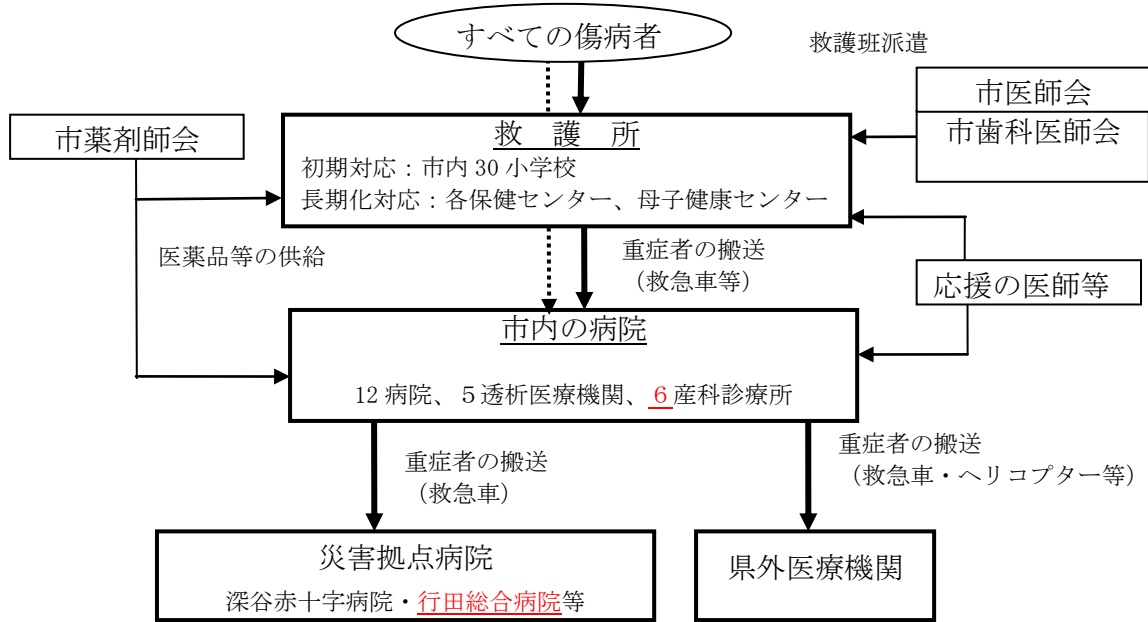 すべての傷病者
救護班派遣
市医師会
市歯科医師会
市薬剤師会
救　護　所
初期対応：市内 30 小学校
長期化対応：各保健センター、母子健康センター
医薬品等の供給
重症者の搬送
（救急車等）
応援の医師等
市内の病院
12 病院、５透析医療機関、６産科診療所
重症者の搬送
（救急車）
重症者の搬送
（救急車・ヘリコプター等）
災害拠点病院
深谷赤十字病院・行田総合病院等
県外医療機関